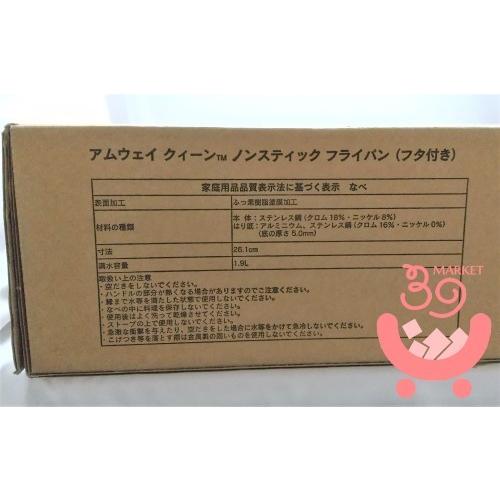 アムウェイ クィーン™ ノンスティック フライパン（フタ付き）
家庭用品品質表示法に基づく表示　なべ
表面加工　ふっ素樹脂塗膜加工
材料の種類　本 体：ステンレス鋼（クロム18%・ニッケル8%）
はり底：アルミニウム、ステンレス鋼（クロム16%・ニッケル0%）
（底の厚さ5.0mm）
寸法　26.1cm
満水容量　1.9L
取扱い上の注意
・空だきをしないでください。
・ハンドルの部分が熱くなる場合がありますのでご注意ください。
・縁まで水等を満たした状態で使用しないでください。
・なべの中に料理を保存しないでください。
・使用後はよく洗って乾燥させてください。
・ストーブの上で使用しないでください。
・急激な衝撃を与えたり、空だきをした場合に水等をかけて急冷しないでください。
・こげつき等を落とす際は金属製の固いものを使用しないでください。
39
MARKET